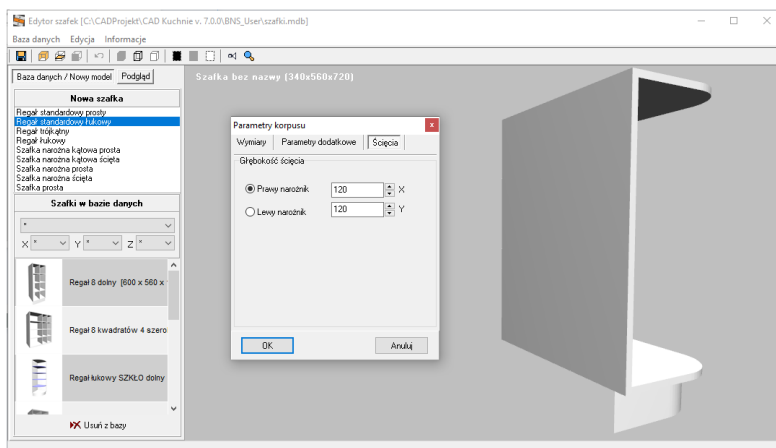 Edytor szafek [C:\CADProjekt\CAD Kuchnie v. 7.0.0\BNS_User\szafki.mdb]
Baza danych Edycja Informacje
Baza danych / Nowy model Podgląd
Szafka bez nazwy (340x560x720)
Nowa szafka
Regał standardowy prosty
Regał standardowy łukowy
Regał trójkątny
Regał łukowy
Szafka narożna kątowa prosta
Szafka narożna kątowa ścięta
Szafka narożna prosta
Szafka narożna ścięta
Szafka prosta
Szafki w bazie danych
*
X * Y * Z *
Regał 8 dolny [600 x 560 x
Regał 8 kwadratów 4 szero
Regał łukowy SZKŁO dolny
Usuń z bazy
Parametry korpusu
Wymiary Parametry dodatkowe Ścięcia
Głębokość ścięcia
Prawy narożnik 120 X
Lewy narożnik 120 Y
OK Anuluj